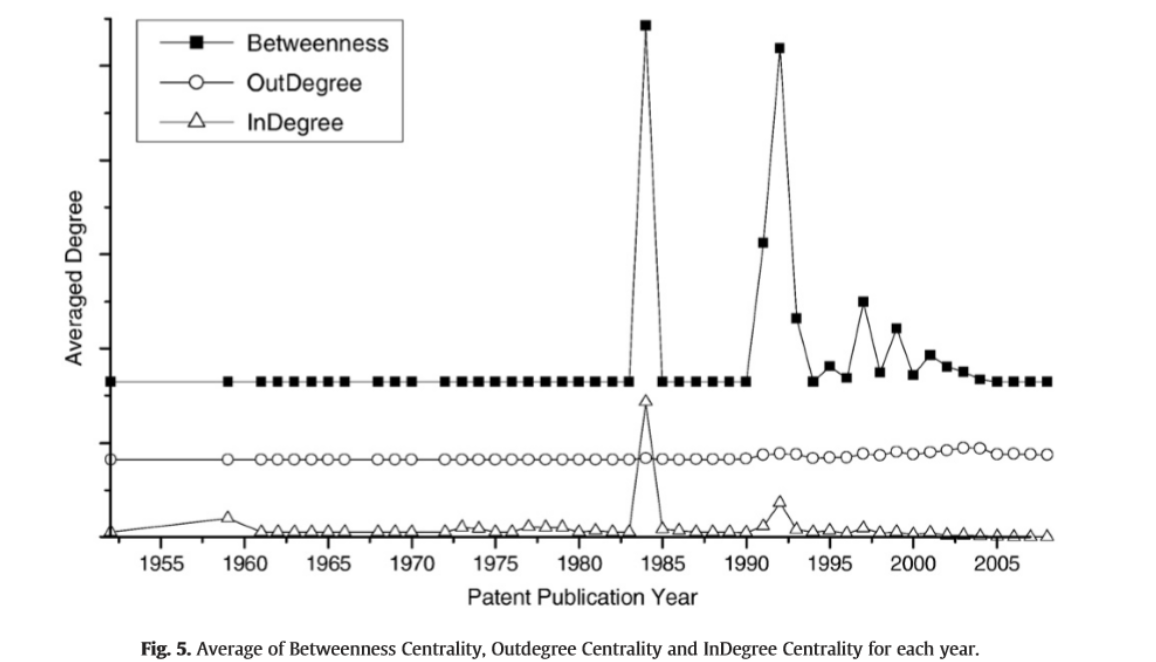 Betweenness
OutDegree
InDegree
Averaged Degree
1955 1960 1965 1970 1975 1980 1985 1990 1995 2000 2005
Patent Publication Year
Fig. 5. Average of Betweenness Centrality, Outdegree Centrality and InDegree Centrality for each year.